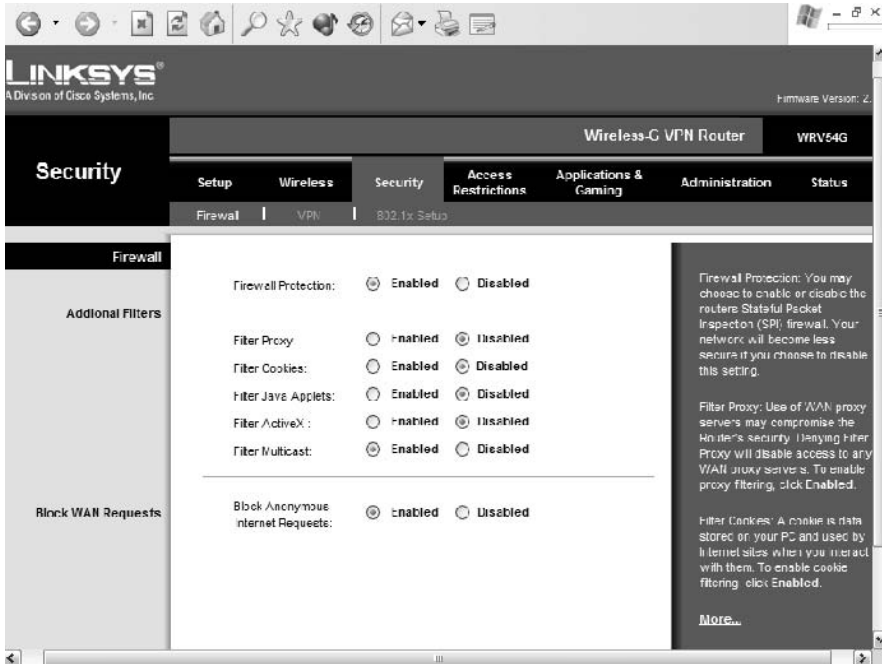 LINKSYS®
A Division of Cisco Systems, Inc.
Firmware Version: 2.
Wireless-G VPN Router WRV54G
Security
Setup Wireless Security Access Restrictions Applications & Gaming Administration Status
Firewall VPN 802.1x Setup
Firewall
Firewall Protection: Enabled Disabled
Addional Filters
Filter Proxy Enabled Disabled
Filter Cookies: Enabled Disabled
Filter Java Applets: Enabled Disabled
Filter ActiveX : Enabled Disabled
Filter Multicast: Enabled Disabled
Block WAN Requests
Block Anonymous
Internet Requests: Enabled Disabled
Firewall Protection: You may
choose to enable or disable the
routers Stateful Packet
Inspection (SPI) firewall. Your
network will become less
secure if you choose to disable
this setting.
Filter Proxy: Use of WAN proxy
servers may compromise the
Router's security. Denying Filter
Proxy will disable access to any
WAN proxy servers. To enable
proxy filtering, click Enabled.
Filter Cookies: A cookie is data
stored on your PC and used by
Internet sites when you interact
with them. To enable cookie
filtering, click Enabled.
More...